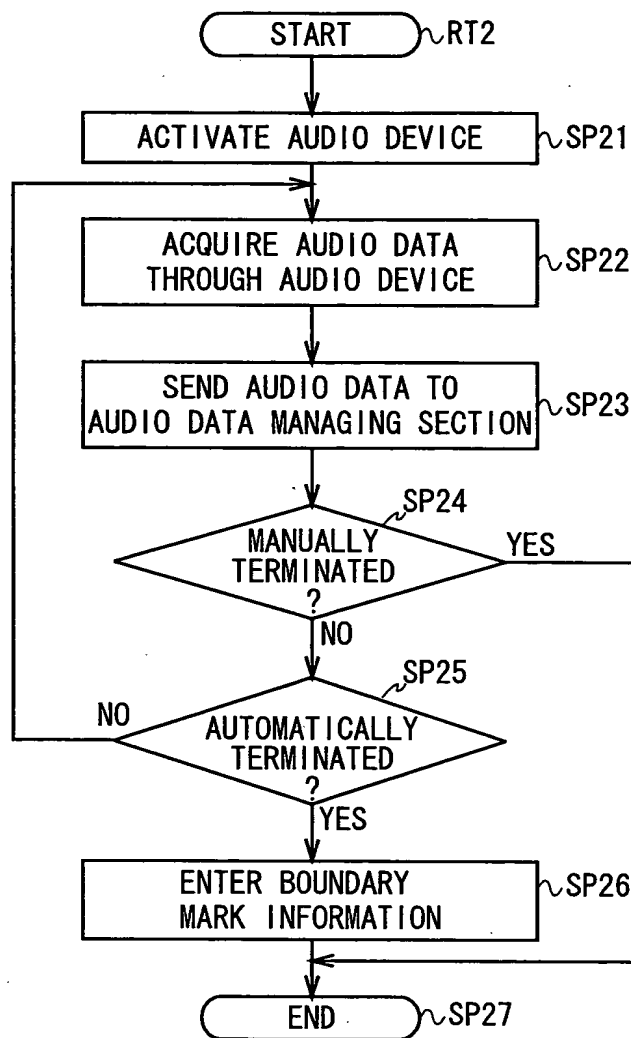 START
RT2
ACTIVATE AUDIO DEVICE
SP21
ACQUIRE AUDIO DATA
THROUGH AUDIO DEVICE
SP22
SEND AUDIO DATA TO
AUDIO DATA MANAGING SECTION
SP23
SP24
MANUALLY
TERMINATED
?
YES
NO
SP25
NO
AUTOMATICALLY
TERMINATED
?
YES
ENTER BOUNDARY
MARK INFORMATION
SP26
END
SP27